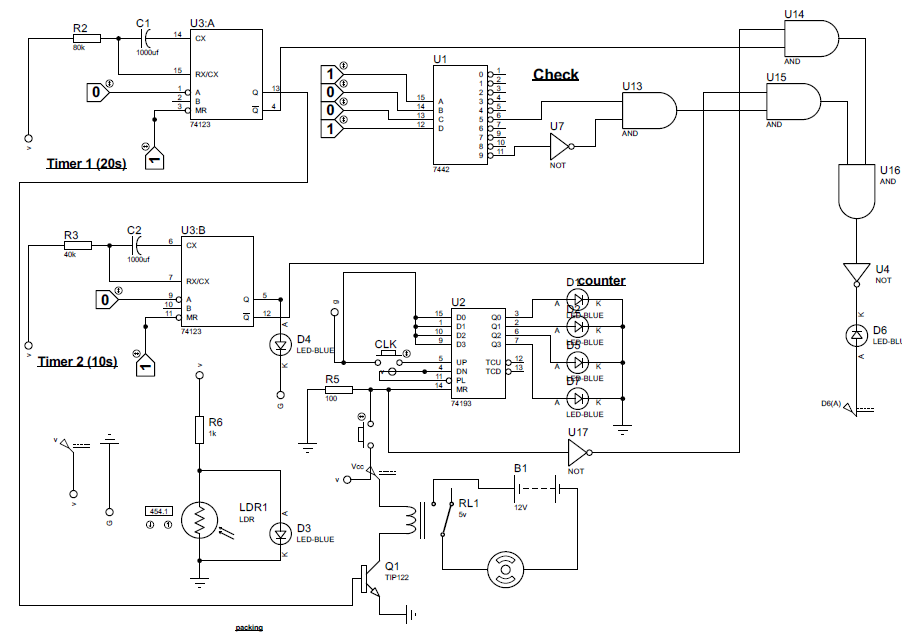 R2
80k
C1
1000uf
U3:A
14 CX
15 RX/CX
1 A
2 B
3 MR
Q 13
Q 4
74123
0
1
v
Timer 1 (20s)
1
0
0
1
U1
15 A
14 B
13 C
12 D
0 1
1 2
2 3
3 4
4 5
5 6
6 7
7 9
8 10
9 11
7442
Check
U7
NOT
U13
AND
U14
AND
U15
AND
U16
AND
U4
NOT
K
D6
LED-BLU
A
D6(A)
R3
40k
C2
1000uf
U3:B
6 CX
7 RX/CX
9 A
10 B
11 MR
Q 5
Q 12
74123
0
1
v
Timer 2 (10s)
A
D4
LED-BLUE
K
G
g
CLK
v
U2
15 D0
1 D1
10 D2
9 D3
5 UP
4 DN
11 PL
14 MR
Q0 3
Q1 2
Q2 6
Q3 7
TCU 12
TCD 13
74193
counter
A K
LED-BLUE
D2
A K
LED-BLUE
A K
LED-BLUE
A K
LED-BLUE
R5
100
v
R6
1k
v
v
G
454.1
LDR1
LDR
A
D3
LED-BLUE
K
Vcc
v
RL1
5v
B1
12V
U17
NOT
Q1
TIP122
packing